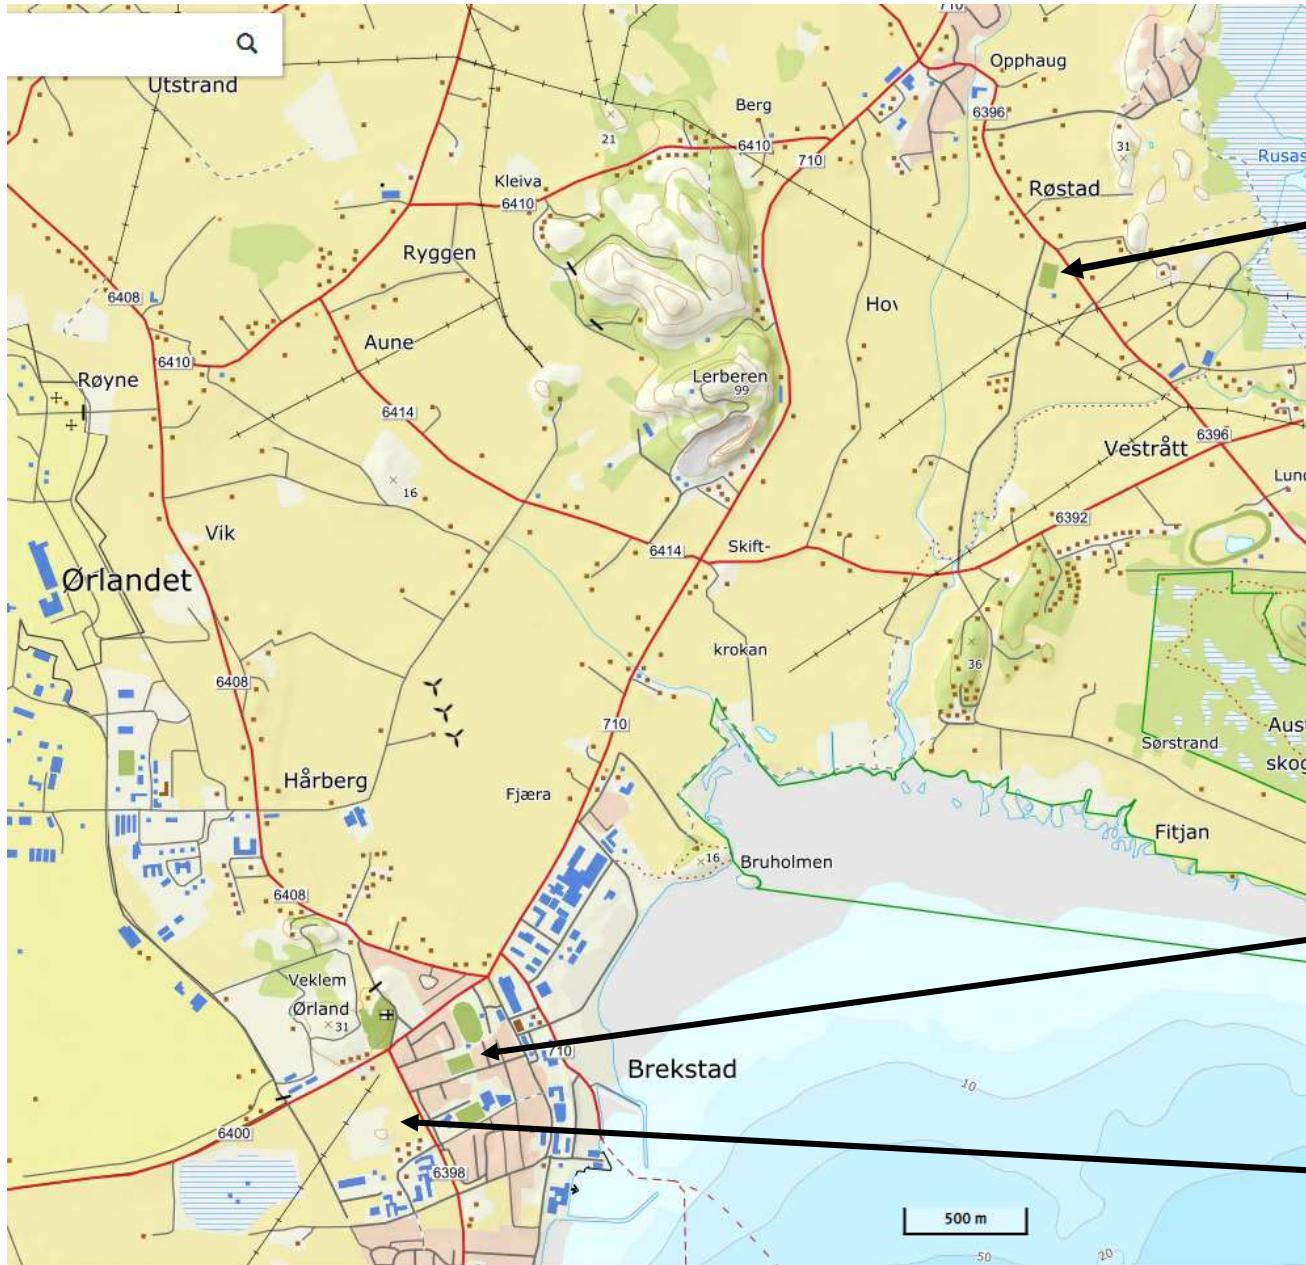 710
Opphaug
Utstrand
Berg
6396
21
6410
710
31
Rusas
Kleiva
6410
Røstad
Ryggen
6408
Hov
Aune
6410
Røyne
Lerberen
99
6414
6396
Vestrått
Lund
16
6392
Vik
6414
Skift-
Ørlandet
krokan
36
6408
710
Aus
Sørstrand
skog
Hårberg
Fjæra
Fitjan
16
Bruholmen
6408
Veklem
Ørland
31
710
Brekstad
10
6400
6398
500 m
50
20